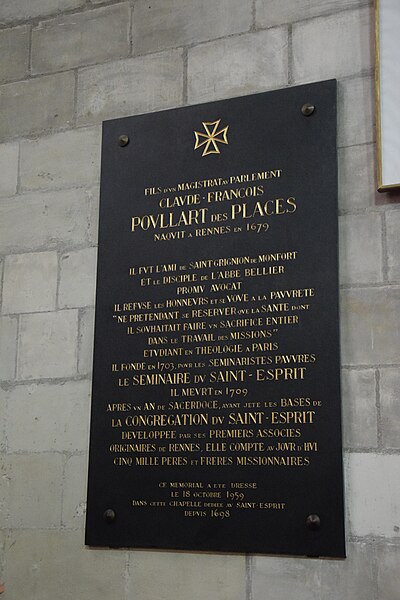 FILS D'VN MAGISTRAT AV PARLEMENT
CLAVDE-FRANÇOIS
POVLLART DES PLACES
NAQVIT A RENNES EN 1679
IL FVT L'AMI DE SAINT GRIGNION DE MONFORT
ET LE DISCIPLE DE L'ABBE BELLIER
PROMV AVOCAT
IL REFVSE LES HONNEVRS ET SE VOVE A LA PAVVRETE
"NE PRETENDANT SE RESERVER QVE LA SANTE DONT
IL SOVHAITAIT FAIRE VN SACRIFICE ENTIER
DANS LE TRAVAIL DES MISSIONS"
ETVDIANT EN THEOLOGIE A PARIS
IL FONDE EN 1703, POVR LES SEMINARISTES PAVVRES
LE SEMINAIRE DV SAINT-ESPRIT
IL MEVRT EN 1709
APRES VN AN DE SACERDOCE, AYANT JETE LES BASES DE
LA CONGREGATION DV SAINT-ESPRIT
DEVELOPPEE PAR SES PREMIERS ASSOCIES
ORIGINAIRES DE RENNES, ELLE COMPTE AV JOVR D'HVI
CINQ MILLE PERES ET FRERES MISSIONNAIRES
CE MEMORIAL A ETE DRESSE
LE 18 OCTOBRE 1959
DANS CETTE CHAPELLE DEDIEE AV SAINT-ESPRIT
DEPVIS 1698